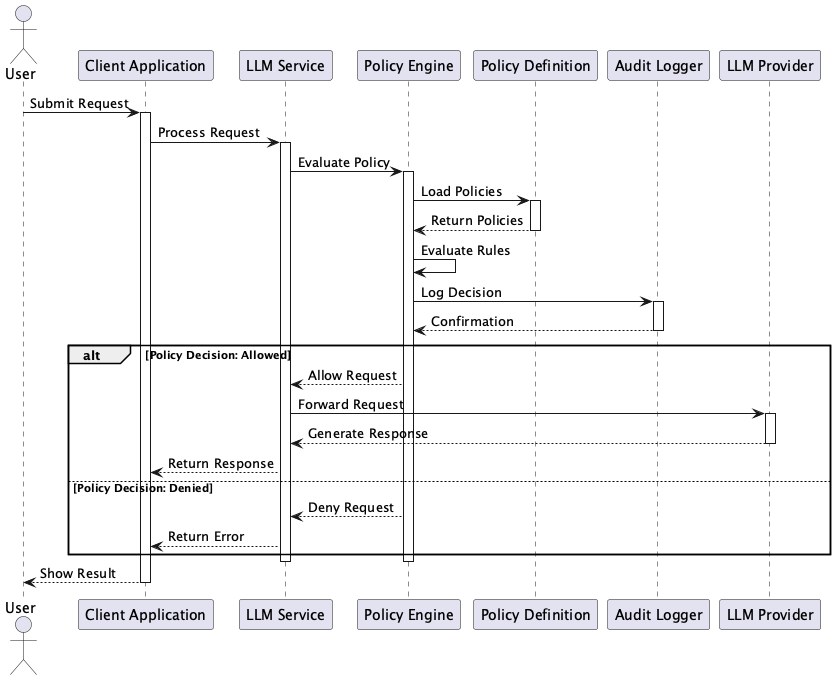 User
Client Application
LLM Service
Policy Engine
Policy Definition
Audit Logger
LLM Provider
Submit Request
Process Request
Evaluate Policy
Load Policies
Return Policies
Evaluate Rules
Log Decision
Confirmation
alt
[Policy Decision: Allowed]
Allow Request
Forward Request
Generate Response
Return Response
[Policy Decision: Denied]
Deny Request
Return Error
Show Result
User
Client Application
LLM Service
Policy Engine
Policy Definition
Audit Logger
LLM Provider